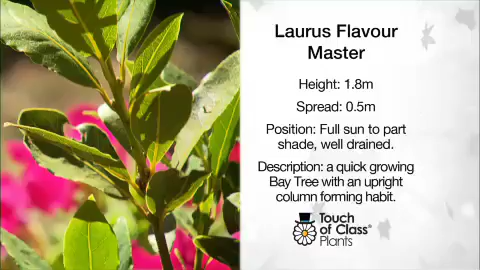 Laurus Flavour
Master
Height: 1.8m
Spread: 0.5m
Position: Full sun to part
shade, well drained.
Description: a quick growing
Bay Tree with an upright
column forming habit.
Touch
of Class®
Plants